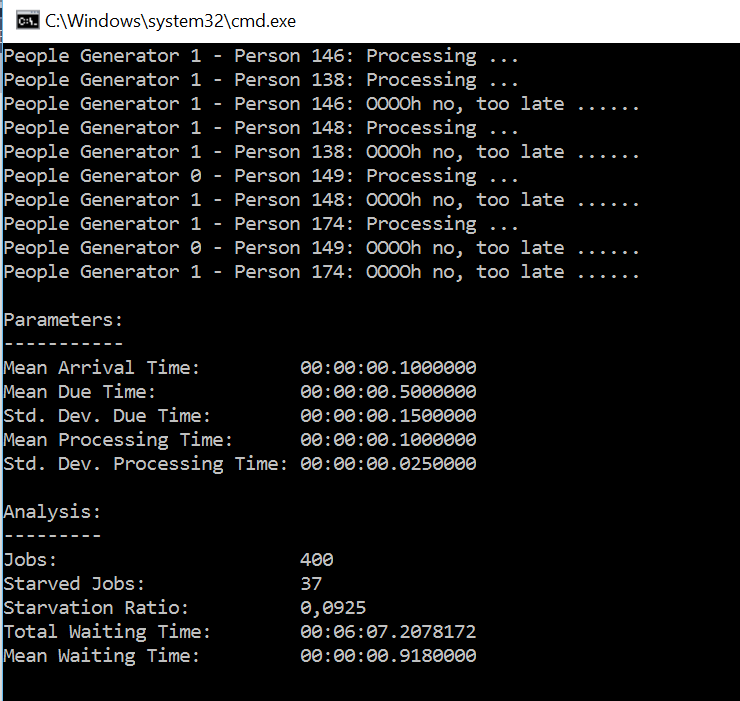 C:\Windows\system32\cmd.exe
People Generator 1 - Person 146: Processing ...
People Generator 1 - Person 138: Processing ...
People Generator 1 - Person 146: OOOOh no, too late ......
People Generator 1 - Person 148: Processing ...
People Generator 1 - Person 138: OOOOh no, too late ......
People Generator 0 - Person 149: Processing ...
People Generator 1 - Person 148: OOOOh no, too late ......
People Generator 1 - Person 174: Processing ...
People Generator 0 - Person 149: OOOOh no, too late ......
People Generator 1 - Person 174: OOOOh no, too late ......
Parameters:
-----------
Mean Arrival Time: 00:00:00.1000000
Mean Due Time: 00:00:00.5000000
Std. Dev. Due Time: 00:00:00.1500000
Mean Processing Time: 00:00:00.1000000
Std. Dev. Processing Time: 00:00:00.0250000
Analysis:
---------
Jobs: 400
Starved Jobs: 37
Starvation Ratio: 0,0925
Total Waiting Time: 00:06:07.2078172
Mean Waiting Time: 00:00:00.9180000